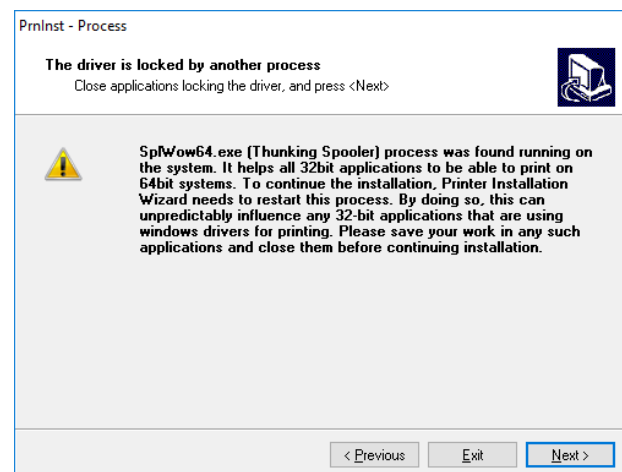 PrnInst - Process
The driver is locked by another process
Close applications locking the driver, and press <Next>
SplWow64.exe (Thunking Spooler) process was found running on
the system. It helps all 32bit applications to be able to print on
64bit systems. To continue the installation, Printer Installation
Wizard needs to restart this process. By doing so, this can
unpredictably influence any 32-bit applications that are using
windows drivers for printing. Please save your work in any such
applications and close them before continuing installation.
< Previous
Exit
Next >